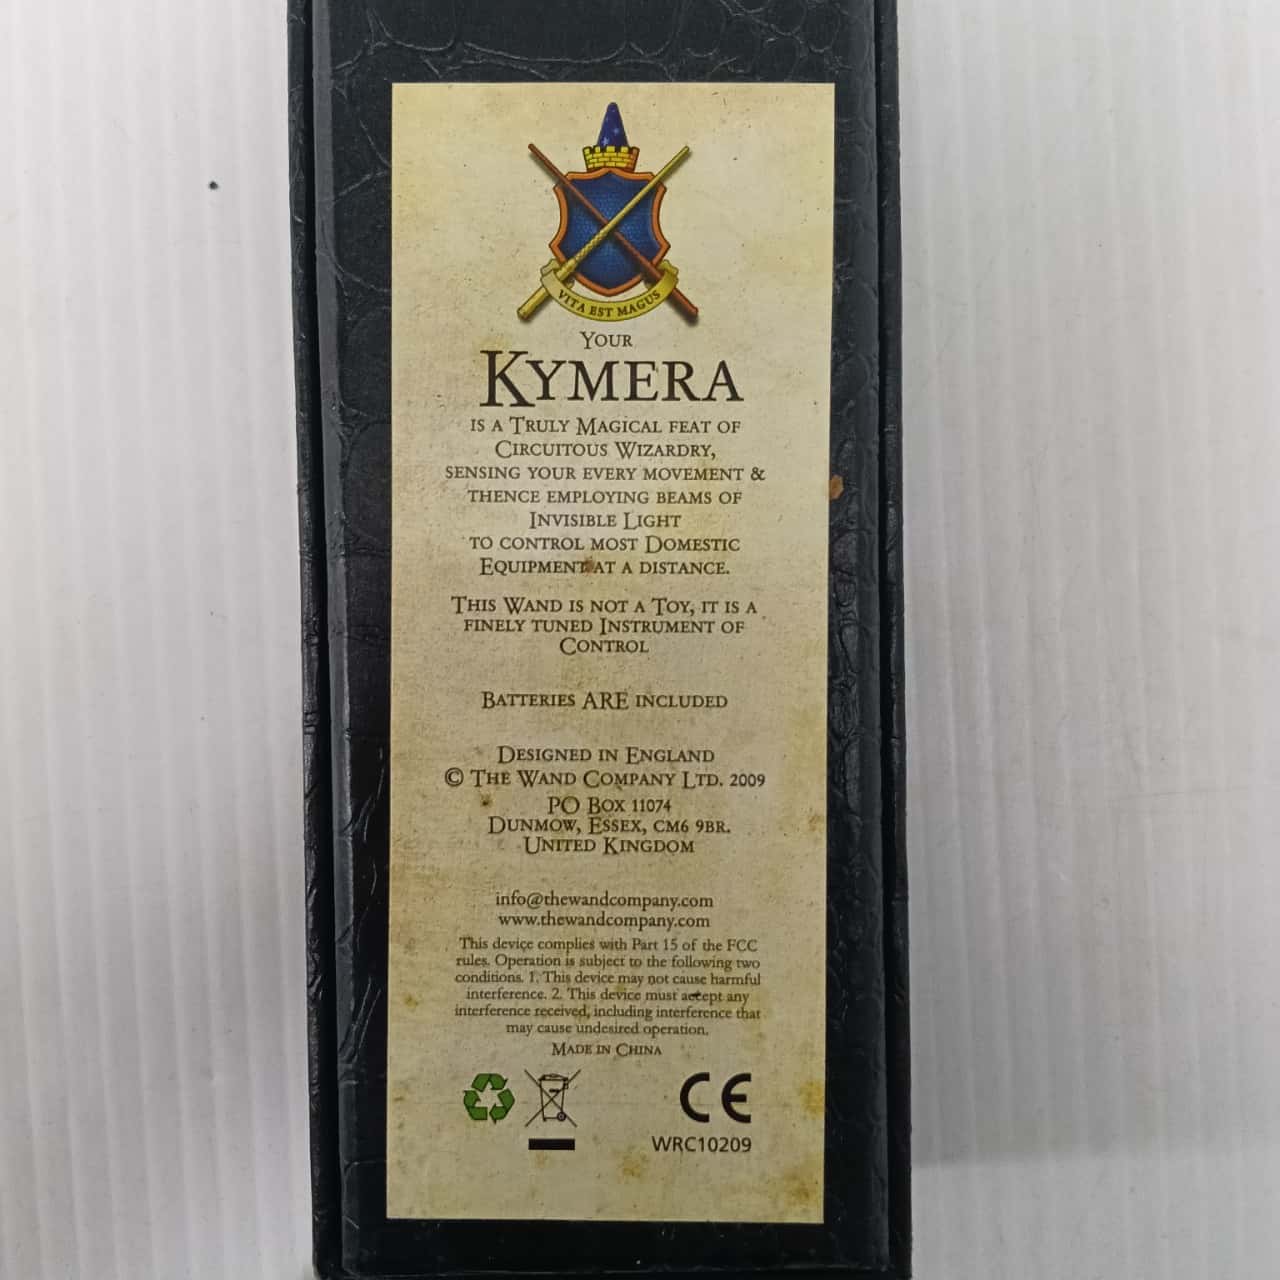 VITA EST MAGUS
YOUR
KYMERA
IS A TRULY MAGICAL FEAT OF
CIRCUITOUS WIZARDRY,
SENSING YOUR EVERY MOVEMENT &
THENCE EMPLOYING BEAMS OF
INVISIBLE LIGHT
TO CONTROL MOST DOMESTIC
EQUIPMENT AT A DISTANCE.
THIS WAND IS NOT A TOY, IT IS A
FINELY TUNED INSTRUMENT OF
CONTROL
BATTERIES ARE INCLUDED
DESIGNED IN ENGLAND
© THE WAND COMPANY LTD. 2009
PO BOX 11074
DUNMOW, ESSEX, CM6 9BR.
UNITED KINGDOM
info@thewandcompany.com
www.thewandcompany.com
This device complies with Part 15 of the FCC
rules. Operation is subject to the following two
conditions. 1. This device may not cause harmful
interference. 2. This device must accept any
interference received, including interference that
may cause undesired operation.
MADE IN CHINA
CE
WRC10209